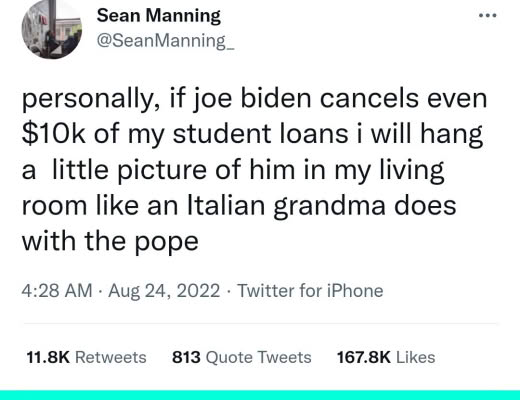 Sean Manning
@SeanManning_
personally, if joe biden cancels even
$10k of my student loans i will hang
a  little picture of him in my living
room like an Italian grandma does
with the pope
4:28 AM · Aug 24, 2022 · Twitter for iPhone
11.8K Retweets 813 Quote Tweets 167.8K Likes